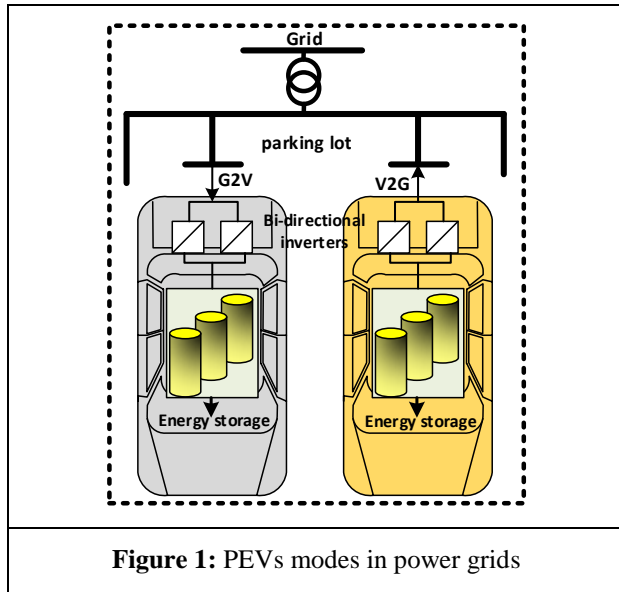 Grid
parking lot
G2V
V2G
Bi-directional
inverters
Energy storage
Energy storage
Figure 1: PEVs modes in power grids